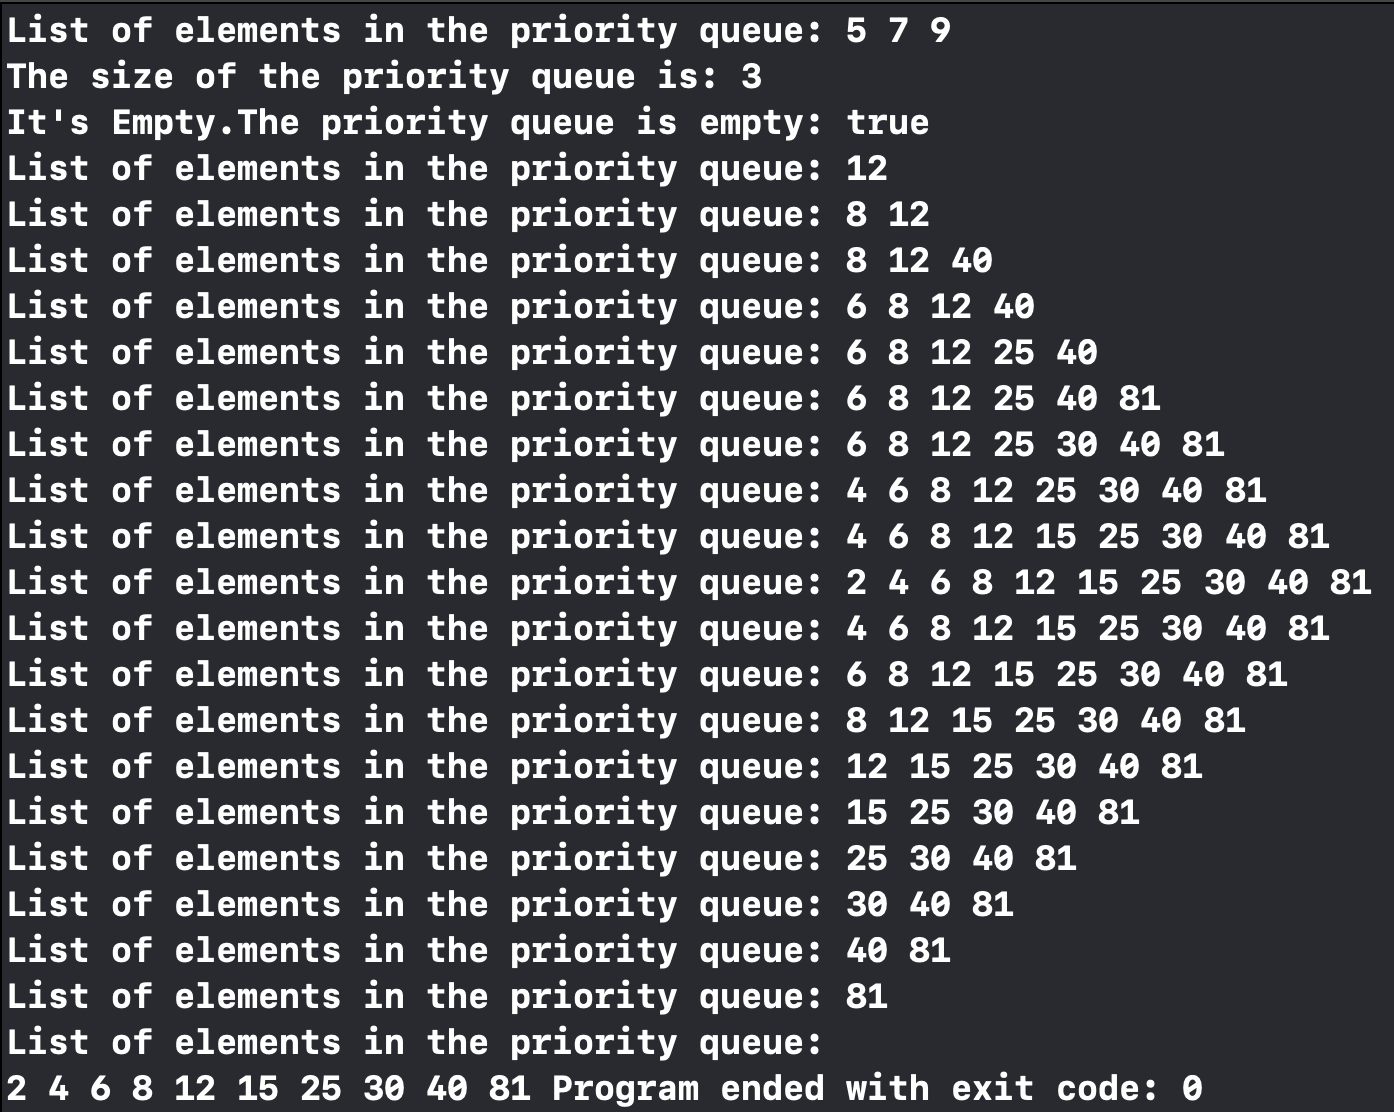 List of elements in the priority queue: 5 7 9
The size of the priority queue is: 3
It's Empty.The priority queue is empty: true
List of elements in the priority queue: 12
List of elements in the priority queue: 8 12
List of elements in the priority queue: 8 12 40
List of elements in the priority queue: 6 8 12 40
List of elements in the priority queue: 6 8 12 25 40
List of elements in the priority queue: 6 8 12 25 40 81
List of elements in the priority queue: 6 8 12 25 30 40 81
List of elements in the priority queue: 4 6 8 12 25 30 40 81
List of elements in the priority queue: 4 6 8 12 15 25 30 40 81
List of elements in the priority queue: 2 4 6 8 12 15 25 30 40 81
List of elements in the priority queue: 4 6 8 12 15 25 30 40 81
List of elements in the priority queue: 6 8 12 15 25 30 40 81
List of elements in the priority queue: 8 12 15 25 30 40 81
List of elements in the priority queue: 12 15 25 30 40 81
List of elements in the priority queue: 15 25 30 40 81
List of elements in the priority queue: 25 30 40 81
List of elements in the priority queue: 30 40 81
List of elements in the priority queue: 40 81
List of elements in the priority queue: 81
List of elements in the priority queue:
2 4 6 8 12 15 25 30 40 81 Program ended with exit code: 0